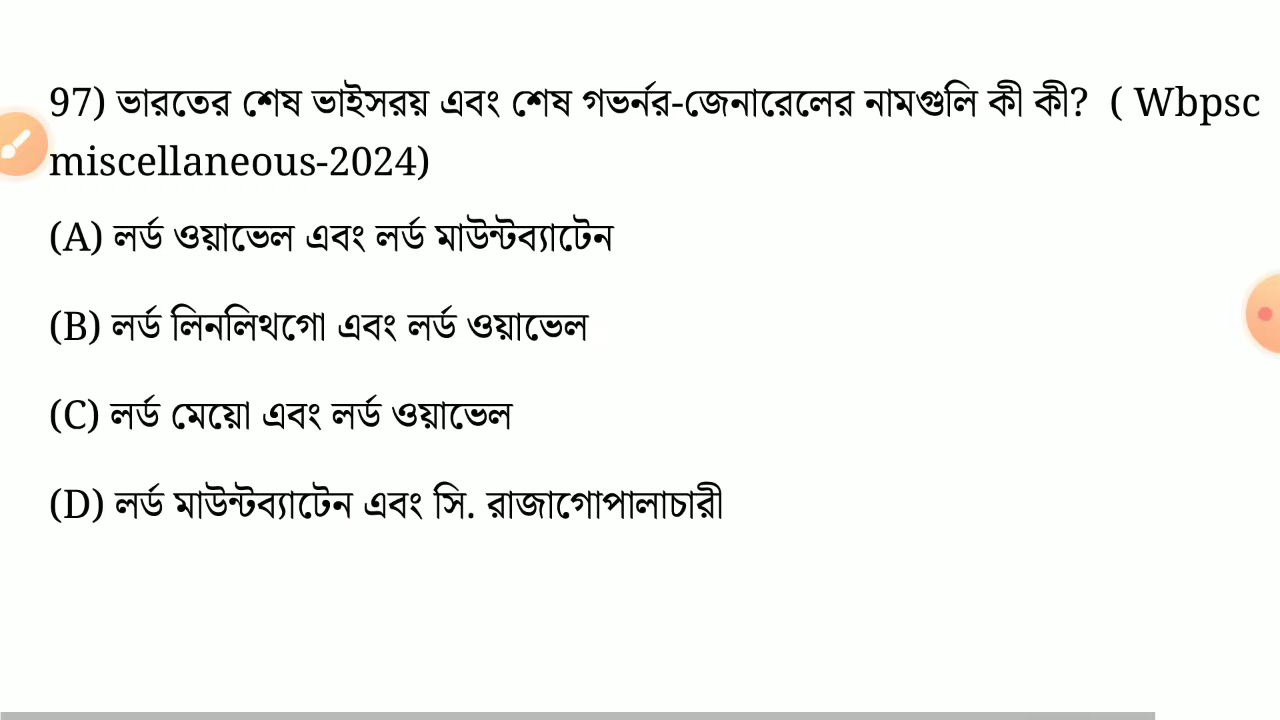 97) ভারতের শেষ ভাইসরয় এবং শেষ গভর্নর-জেনারেলের নামগুলি কী কী? ( Wbpsc
miscellaneous-2024)
(A) লর্ড ওয়াভেল এবং লর্ড মাউন্টব্যাটেন
(B) লর্ড লিনলিথগো এবং লর্ড ওয়াভেল
(C) লর্ড মেয়ো এবং লর্ড ওয়াভেল
(D) লর্ড মাউন্টব্যাটেন এবং সি. রাজাগোপালাচারী